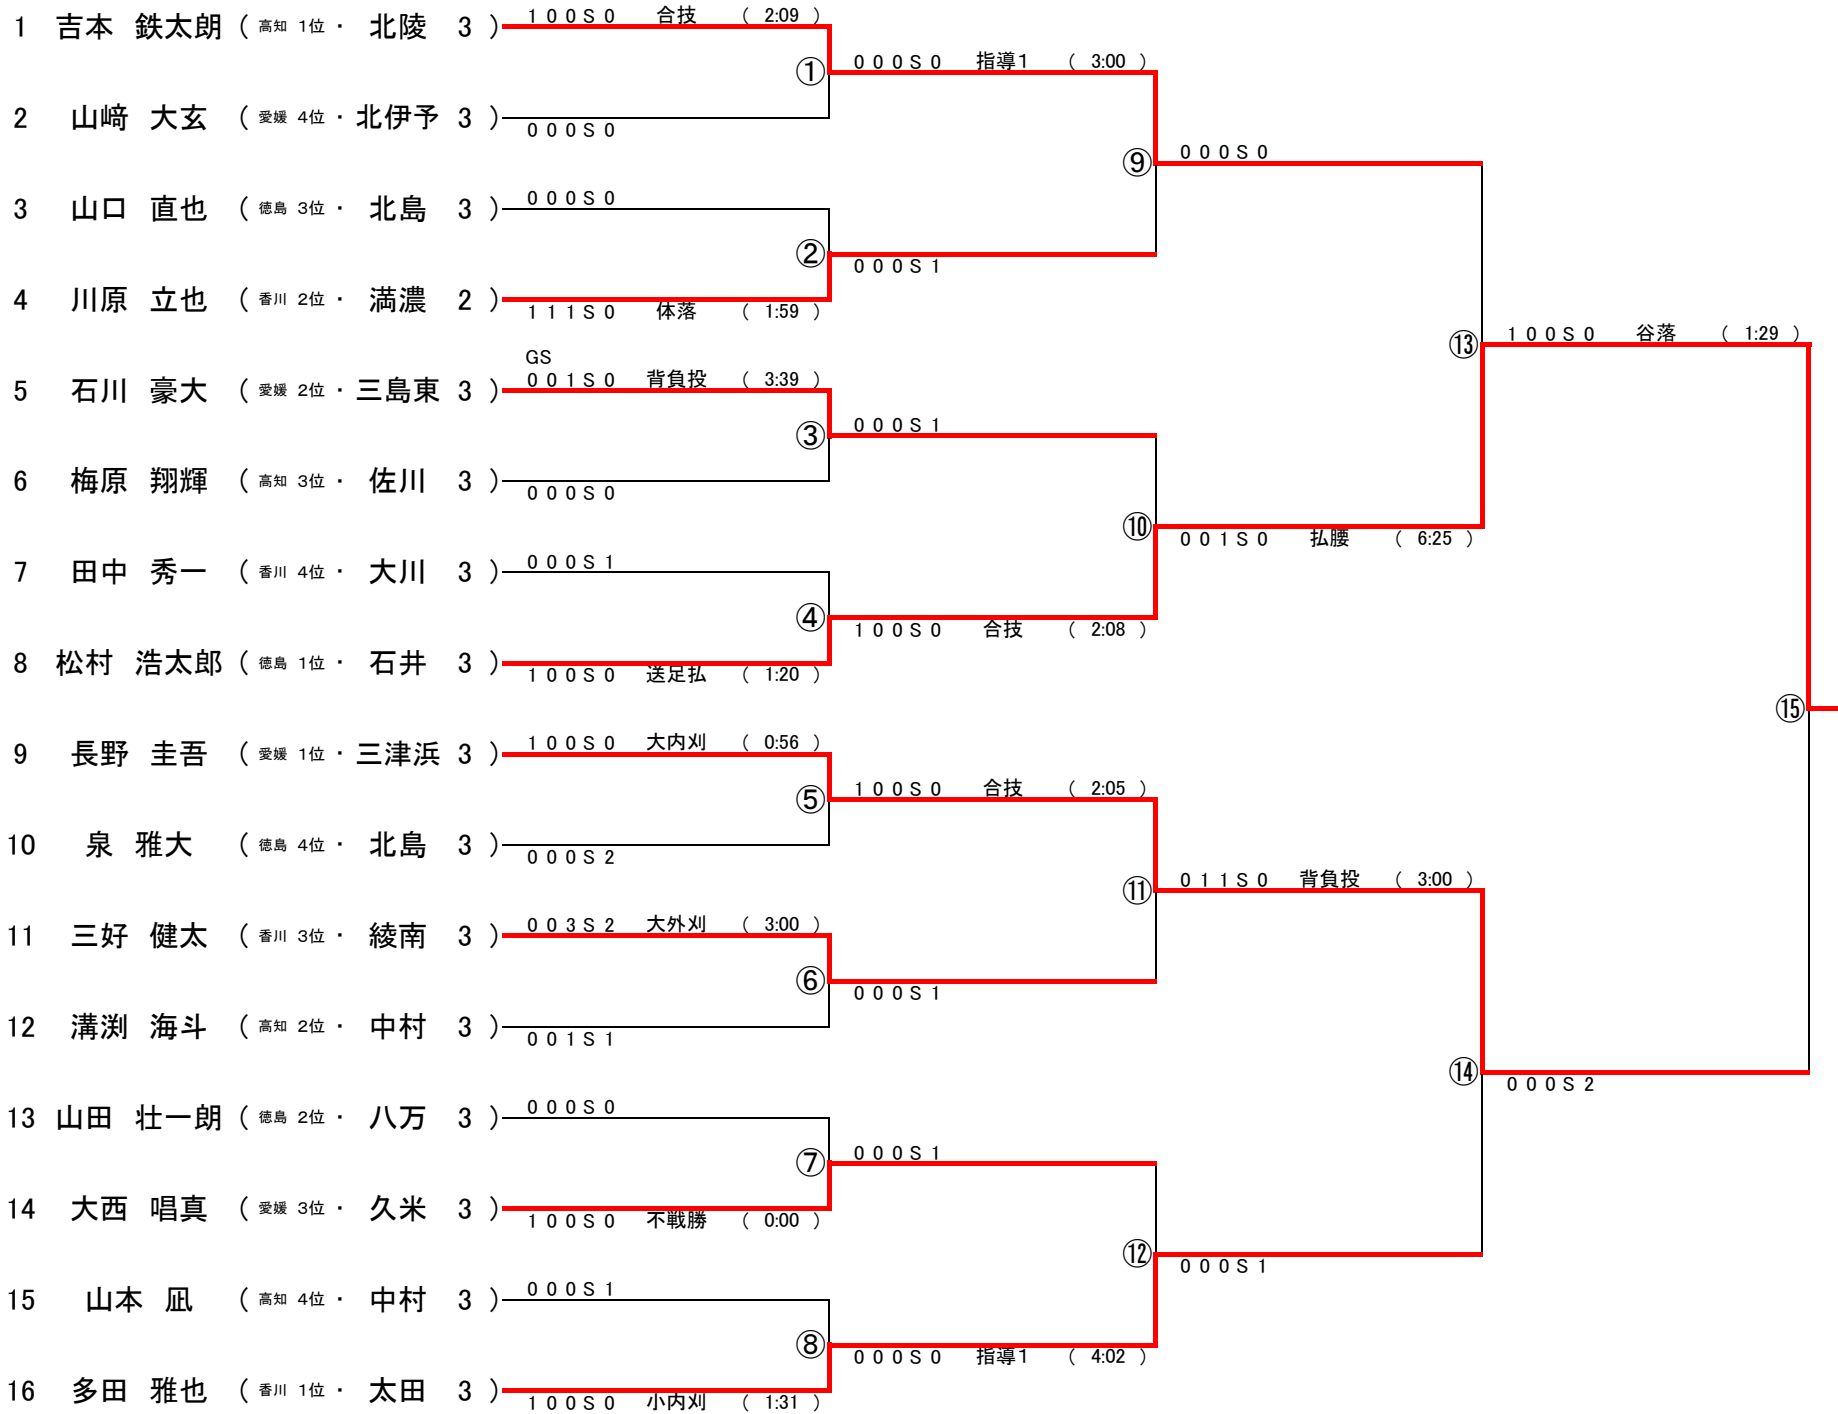 1 吉本 鉄太朗 ( 高知 1位 ・ 北陵 3 ) 1 0 0 S 0 合技 ( 2:09 )
① 0 0 0 S 0 指導1 ( 3:00 )
2 山﨑 大玄 ( 愛媛 4位 ・ 北伊予 3 ) 0 0 0 S 0
⑨ 0 0 0 S 0
3 山口 直也 ( 徳島 3位 ・ 北島 3 ) 0 0 0 S 0
② 0 0 0 S 1
4 川原 立也 ( 香川 2位 ・ 満濃 2 ) 1 1 1 S 0 体落 ( 1:59 )
⑬ 1 0 0 S 0 谷落 ( 1:29 )
GS
5 石川 豪大 ( 愛媛 2位 ・ 三島東 3 ) 0 0 1 S 0 背負投 ( 3:39 )
③ 0 0 0 S 1
6 梅原 翔輝 ( 高知 3位 ・ 佐川 3 ) 0 0 0 S 0
⑩ 0 0 1 S 0 払腰 ( 6:25 )
7 田中 秀一 ( 香川 4位 ・ 大川 3 ) 0 0 0 S 1
④ 1 0 0 S 0 合技 ( 2:08 )
8 松村 浩太郎 ( 徳島 1位 ・ 石井 3 ) 1 0 0 S 0 送足払 ( 1:20 )
⑮
9 長野 圭吾 ( 愛媛 1位 ・ 三津浜 3 ) 1 0 0 S 0 大内刈 ( 0:56 )
⑤ 1 0 0 S 0 合技 ( 2:05 )
10 泉 雅大 ( 徳島 4位 ・ 北島 3 ) 0 0 0 S 2
⑪ 0 1 1 S 0 背負投 ( 3:00 )
11 三好 健太 ( 香川 3位 ・ 綾南 3 ) 0 0 3 S 2 大外刈 ( 3:00 )
⑥ 0 0 0 S 1
12 溝渕 海斗 ( 高知 2位 ・ 中村 3 ) 0 0 1 S 1
⑭ 0 0 0 S 2
13 山田 壮一朗 ( 徳島 2位 ・ 八万 3 ) 0 0 0 S 0
⑦ 0 0 0 S 1
14 大西 唱真 ( 愛媛 3位 ・ 久米 3 ) 1 0 0 S 0 不戦勝 ( 0:00 )
⑫ 0 0 0 S 1
15 山本 凪 ( 高知 4位 ・ 中村 3 ) 0 0 0 S 1
⑧ 0 0 0 S 0 指導1 ( 4:02 )
16 多田 雅也 ( 香川 1位 ・ 太田 3 ) 1 0 0 S 0 小内刈 ( 1:31 )